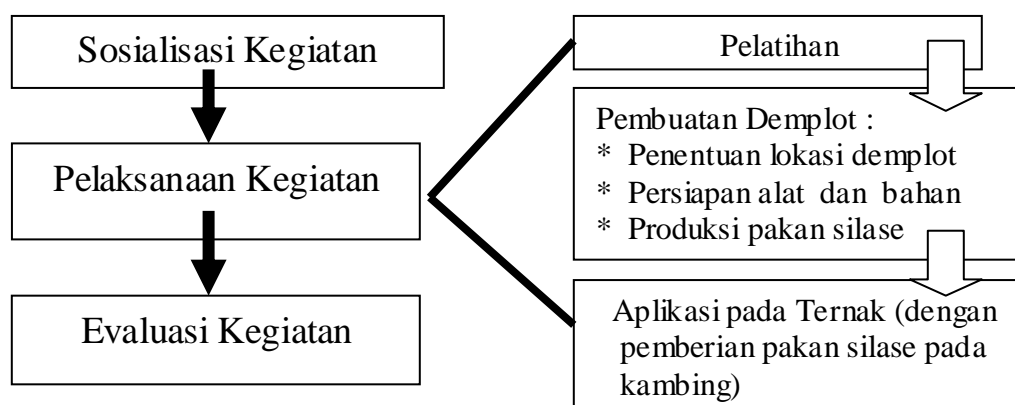 Sosialisasi Kegiatan
Pelaksanaan Kegiatan
Evaluasi Kegiatan
Pelatihan
Pembuatan Demplot :
* Penentuan lokasi demplot
* Persiapan alat dan bahan
* Produksi pakan silase
Aplikasi pada Ternak (dengan
pemberian pakan silase pada
kambing)